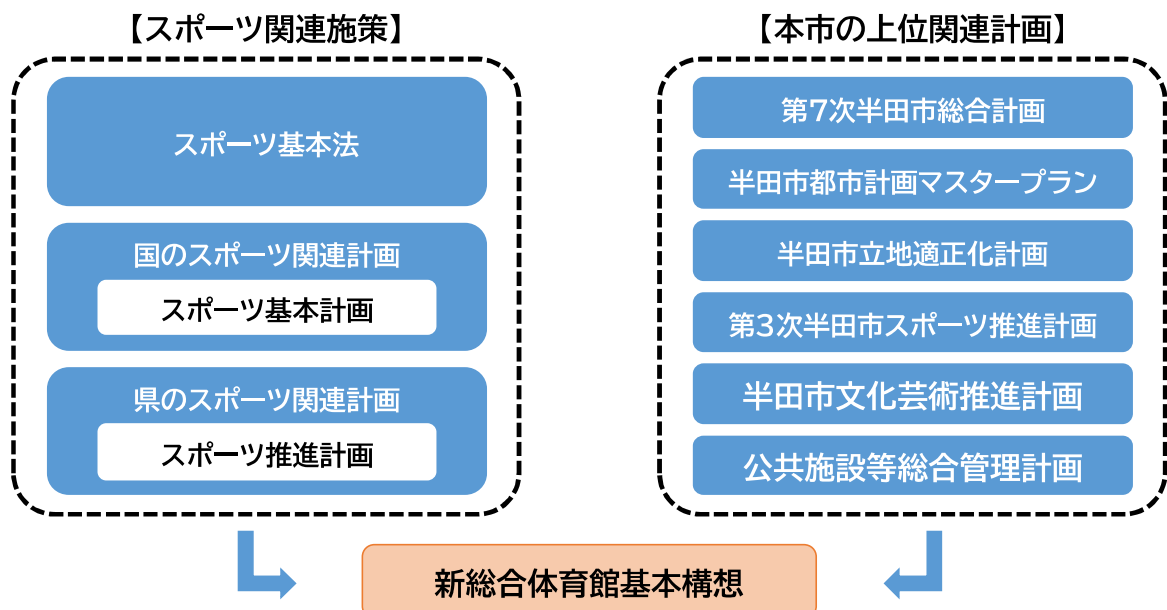 【スポーツ関連施策】
スポーツ基本法
国のスポーツ関連計画
スポーツ基本計画
県のスポーツ関連計画
スポーツ推進計画
【本市の上位関連計画】
第7次半田市総合計画
半田市都市計画マスタープラン
半田市立地適正化計画
第3次半田市スポーツ推進計画
半田市文化芸術推進計画
公共施設等総合管理計画
新総合体育館基本構想